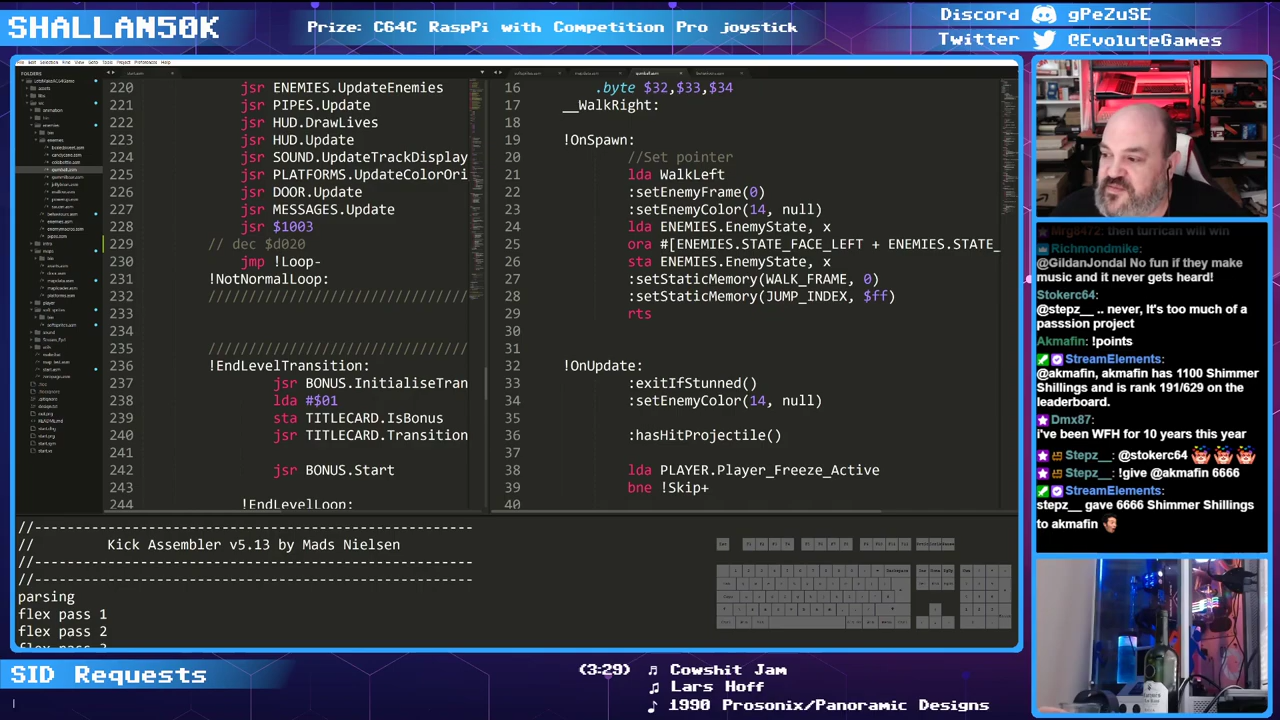 SHALLAN50K
Prize: C64C RaspPi with Competition Pro joystick
Discord gPeZuSE
Twitter @EvoluteGames
FOLDERS
220 jsr ENEMIES.UpdateEnemies
221 jsr PIPES.Update
222 jsr HUD.DrawLives
223 jsr HUD.Update
224 jsr SOUND.UpdateTrackDisplay
225 jsr PLATFORMS.UpdateColorOri
226 jsr DOOR.Update
227 jsr MESSAGES.Update
228 jsr $1003
229 // dec $d020
230 jmp !Loop-
231 !NotNormalLoop:
232 ////////////////////////////////
233
234
235 ////////////////////////////////
236 !EndLevelTransition:
237 jsr BONUS.InitialiseTran
238 lda #$01
239 sta TITLECARD.IsBonus
240 jsr TITLECARD.Transition
241
242 jsr BONUS.Start
243
244 !EndLevelLoop:
16 .byte $32,$33,$34
17 __WalkRight:
18
19 !OnSpawn:
20 //Set pointer
21 lda WalkLeft
22 :setEnemyFrame(0)
23 :setEnemyColor(14, null)
24 lda ENEMIES.EnemyState, x
25 ora #[ENEMIES.STATE_FACE_LEFT + ENEMIES.STATE_
26 sta ENEMIES.EnemyState, x
27 :setStaticMemory(WALK_FRAME, 0)
28 :setStaticMemory(JUMP_INDEX, $ff)
29 rts
30
31
32 !OnUpdate:
33 :exitIfStunned()
34 :setEnemyColor(14, null)
35
36 :hasHitProjectile()
37
38 lda PLAYER.Player_Freeze_Active
39 bne !Skip+
40
//------------------------------------------------------
// Kick Assembler v5.13 by Mads Nielsen
//------------------------------------------------------
//------------------------------------------------------
parsing
flex pass 1
flex pass 2
flex pass 3
Mrg8472: then turrican will win
Richmondmike:
@GildanJondal No fun if they make
music and it never gets heard!
Stokerc64:
@stepz__ .. never, It's too much of a
passsion project
Akmafin: !points
StreamElements:
@akmafin, akmafin has 1100 Shimmer
Shillings and is rank 191/629 on the
leaderboard.
Dmx87:
i've been WFH for 10 years this year
Stepz__: @stokerc64
Stepz__: !give @akmafin 6666
StreamElements:
stepz__ gave 6666 Shimmer Shillings
to akmafin
SID Requests
(3:29) Cowshit Jam
Lars Hoff
1990 Prosonix/Panoramic Designs